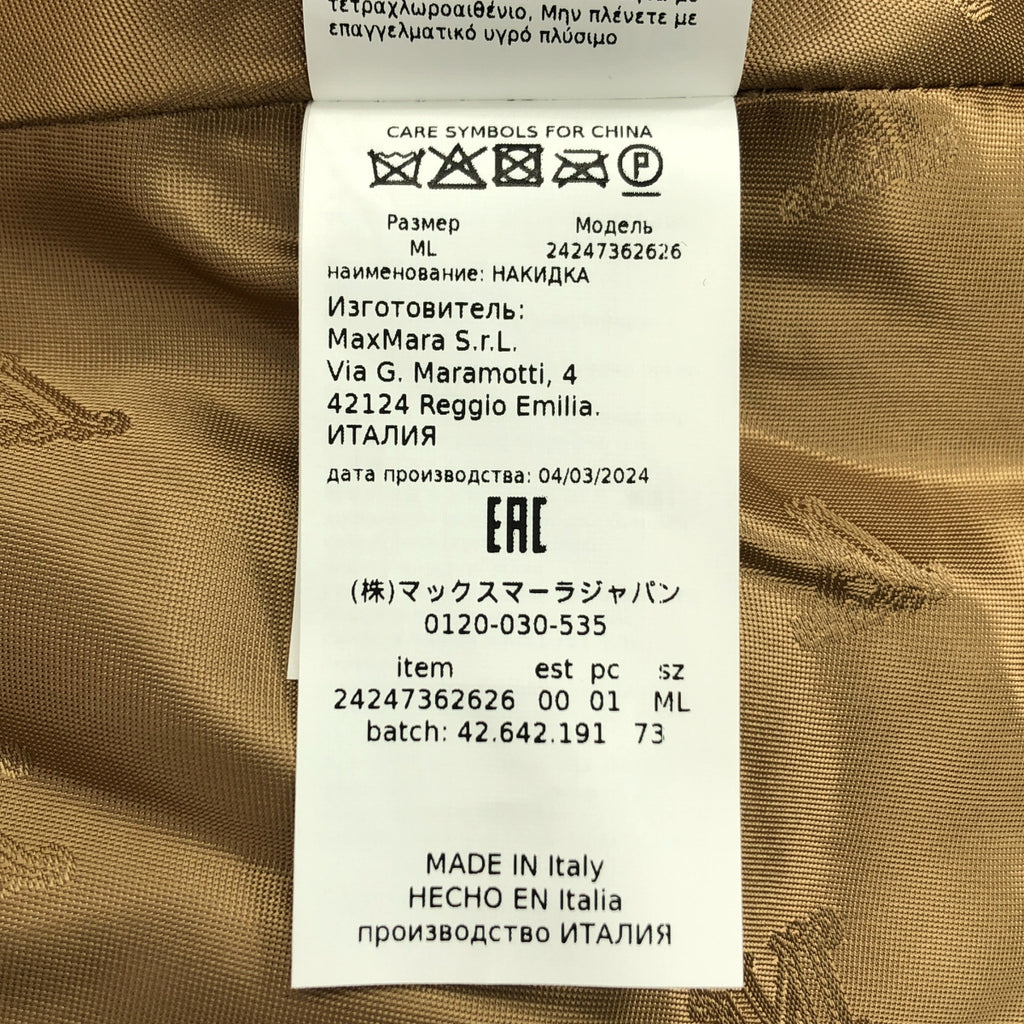 τετραχλωροαιθένιο. Μην πλένετε με
επαγγελματικό υγρό πλύσιμο
CARE SYMBOLS FOR CHINA
P
Размер Модель
ML 24247362626
наименование: НАКИДКА
Изготовитель:
MaxMara S.r.L.
Via G. Maramotti, 4
42124 Reggio Emilia.
ИТАЛИЯ
дата производства: 04/03/2024
EAC
(株)マックスマーラジャパン
0120-030-535
item est pc sz
24247362626 00 01 ML
batch: 42.642.191 73
MADE IN Italy
HECHO EN Italia
производство ИТАЛИЯ